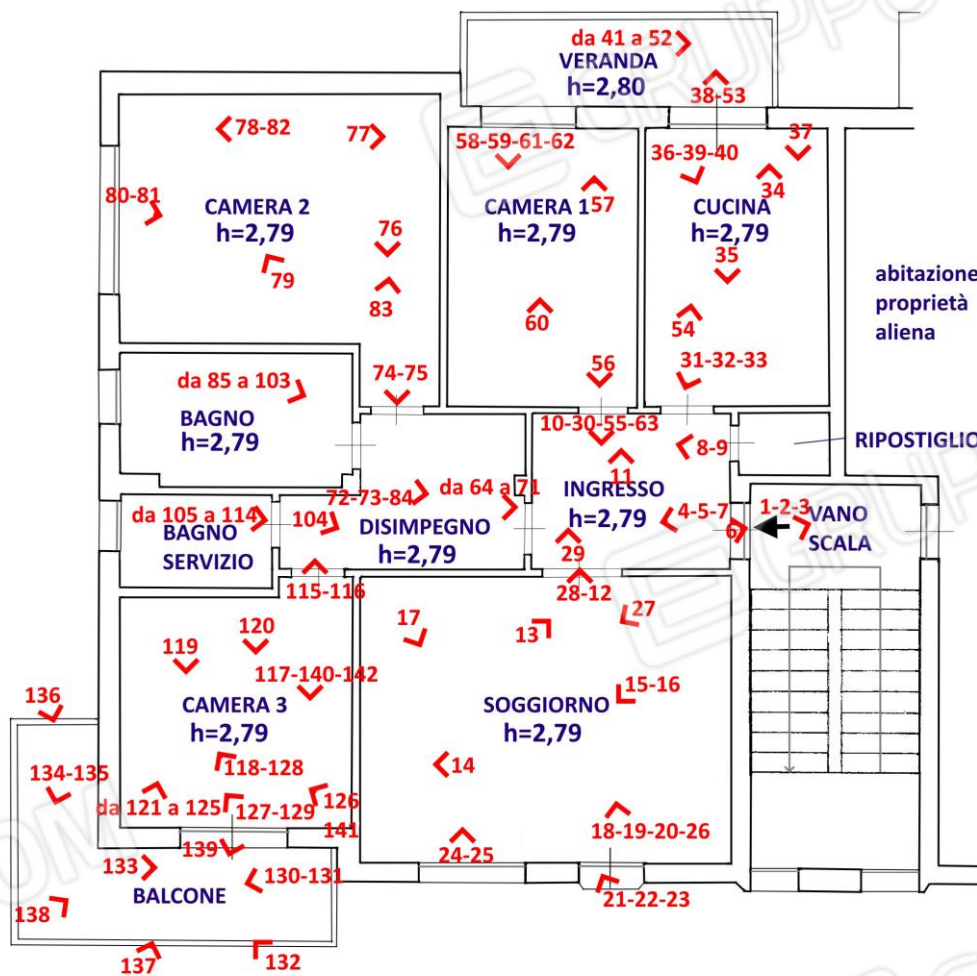 da 41 a 52
VERANDA
h=2,80
38-53
78-82
77
58-59-61-62
36-39-40
37
34
80-81
CAMERA 2
h=2,79
CAMERA 1
h=2,79
57
CUCINA
h=2,79
76
79
83
60
35
54
abitazione
proprietà
aliena
74-75
56
31-32-33
da 85 a 103
BAGNO
h=2,79
10-30-55-63
8-9
11
RIPOSTIGLIO
72-73-84
da 64 a 71
INGRESSO
h=2,79
4-5-7
6
1-2-3
VANO
SCALA
da 105 a 114
BAGNO
SERVIZIO
104
DISIMPEGNO
h=2,79
29
115-116
28-12
17
13
27
119
120
117-140-142
15-16
CAMERA 3
h=2,79
SOGGIORNO
h=2,79
136
14
118-128
134-135
da 121 a 125
127-129
126
141
18-19-20-26
24-25
139
133
130-131
BALCONE
21-22-23
138
137
132
GRUPPO
GRUPP
COM